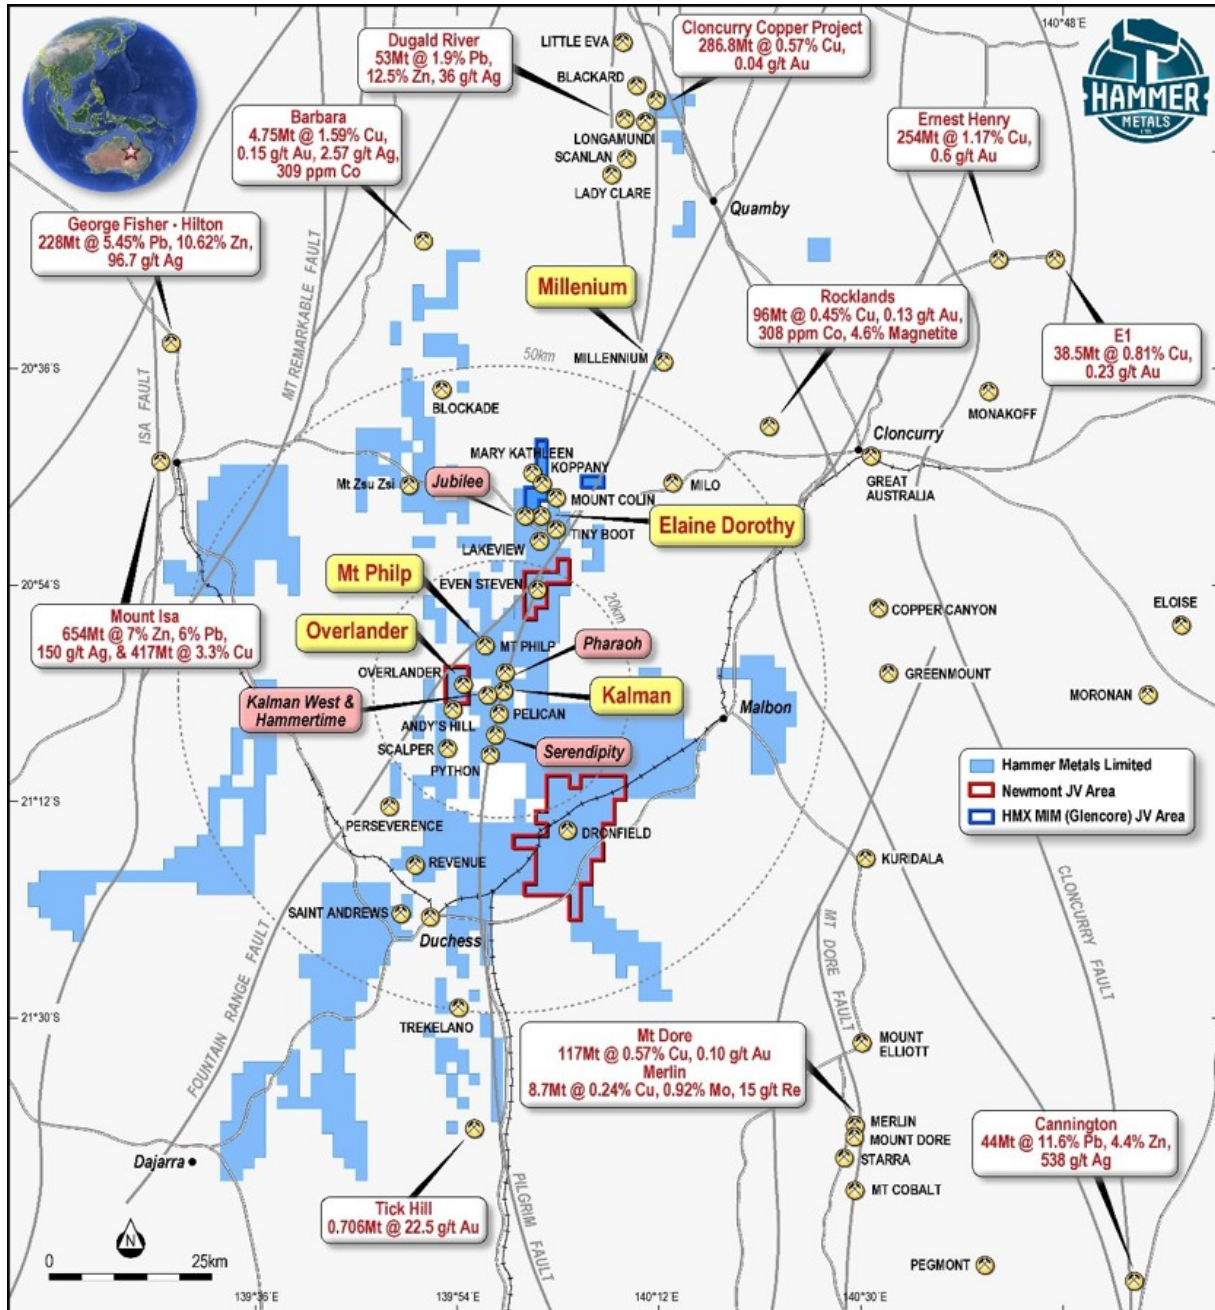 140°48´E
HAMMER
METALS
LTD.
Dugald River
53Mt @ 1.9% Pb,
12.5% Zn, 36 g/t Ag
LITTLE EVA
Cloncurry Copper Project
286.8Mt @ 0.57% Cu,
0.04 g/t Au
BLACKARD
Barbara
4.75Mt @ 1.59% Cu,
0.15 g/t Au, 2.57 g/t Ag,
309 ppm Co
LONGAMUNDI
SCANLAN
LADY CLARE
Ernest Henry
254Mt @ 1.17% Cu,
0.6 g/t Au
Quamby
George Fisher - Hilton
228Mt @ 5.45% Pb, 10.62% Zn,
96.7 g/t Ag
MT REMARKABLE FAULT
Millenium
Rocklands
96Mt @ 0.45% Cu, 0.13 g/t Au,
308 ppm Co, 4.6% Magnetite
E1
38.5Mt @ 0.81% Cu,
0.23 g/t Au
50km
MILLENNIUM
20°36´S
ISA FAULT
BLOCKADE
MONAKOFF
Cloncurry
MARY KATHLEEN
KOPPANY
GREAT
AUSTRALIA
Mt Zsu Zsi
Jubilee
MOUNT COLIN
MILO
Elaine Dorothy
TINY BOOT
LAKEVIEW
20°54´S
Mt Philp
EVEN STEVEN
20km
COPPER CANYON
ELOISE
Mount Isa
654Mt @ 7% Zn, 6% Pb,
150 g/t Ag, & 417Mt @ 3.3% Cu
Overlander
MT PHILP
Pharaoh
OVERLANDER
GREENMOUNT
Kalman West &
Hammertime
Kalman
MORONAN
ANDY'S HILL
PELICAN
Malbon
SCALPER
Serendipity
PYTHON
Hammer Metals Limited
Newmont JV Area
HMX MIM (Glencore) JV Area
21°12´S
PERSEVERENCE
DRONFIELD
REVENUE
KURIDALA
CLONCURRY FAULT
SAINT ANDREWS
Duchess
MT DORE FAULT
FOUNTAIN RANGE FAULT
21°30´S
TREKELANO
Mt Dore
117Mt @ 0.57% Cu, 0.10 g/t Au
Merlin
8.7Mt @ 0.24% Cu, 0.92% Mo, 15 g/t Re
MOUNT
ELLIOTT
MERLIN
MOUNT DORE
STARRA
MT COBALT
Cannington
44Mt @ 11.6% Pb, 4.4% Zn,
538 g/t Ag
Dajarra
Tick Hill
0.706Mt @ 22.5 g/t Au
PILGRIM FAULT
N
0 25km
PEGMONT
139°36´E 139°54´E 140°12´E 140°30´E